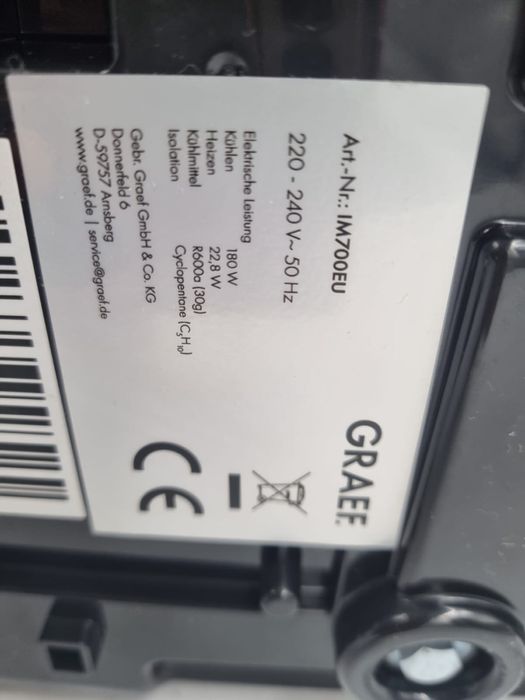 Art.-Nr.: IM700EU
GRAEF.
220 - 240 V~ 50 Hz
Elektrische Leistung
Kühlen 180 W
Heizen 22,8 W
Kühlmittel R600a (30g)
Isolation Cyclopentane (C₅H₁₀)
Gebr. Graef GmbH & Co. KG
Donnerfeld 6
D-59757 Arnsberg
www.graef.de | service@graef.de
CE